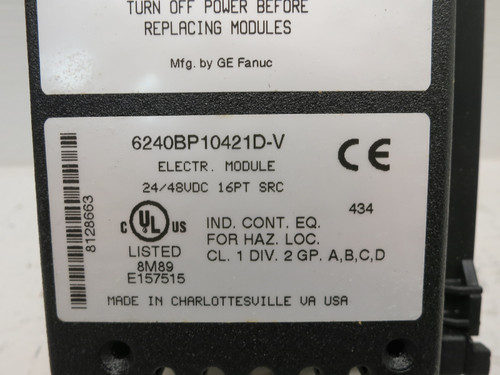 TURN OFF POWER BEFORE
REPLACING MODULES
Mfg. by GE Fanuc
6240BP10421D-V
ELECTR. MODULE
24/48VDC 16PT SRC
CE
434
8128663
C UL US
LISTED
8M89
E157515
IND. CONT. EQ.
FOR HAZ. LOC.
CL. 1 DIV. 2 GP. A,B,C,D
MADE IN CHARLOTTESVILLE VA USA